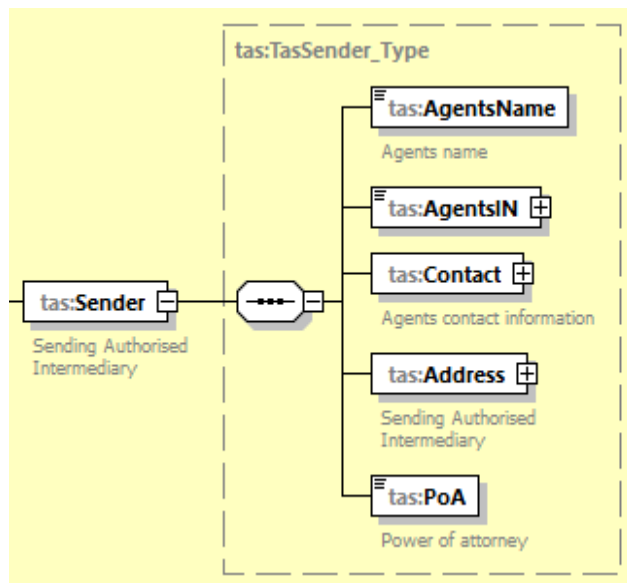 tas:TasSender_Type
tas:AgentsName
Agents name
tas:AgentsIN
tas:Contact
Agents contact information
tas:Sender
Sending Authorised
Intermediary
tas:Address
Sending Authorised
Intermediary
tas:PoA
Power of attorney